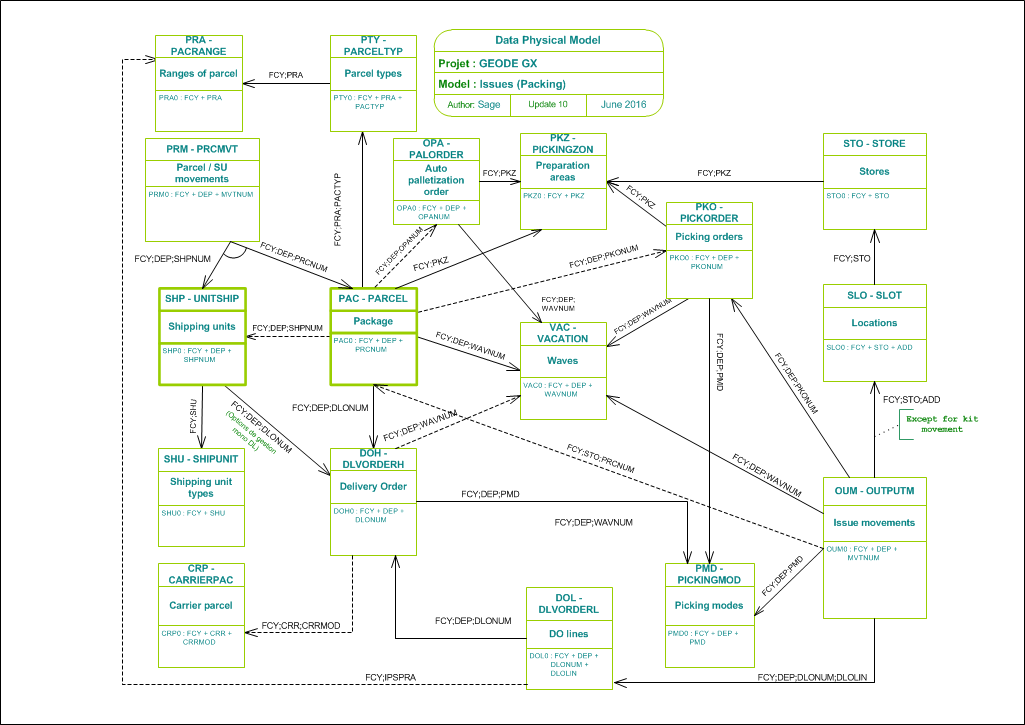 Data Physical Model
Projet : GEODE GX
Model : Issues (Packing)
Author: Sage
Update 10
June 2016
PRA -
PACRANGE
Ranges of parcel
PRA0 : FCY + PRA
FCY;PRA
PTY -
PARCELTYP
Parcel types
PTY0 : FCY + PRA +
PACTYP
PRM - PRCMVT
Parcel / SU
movements
PRM0 : FCY + DEP + MVTNUM
FCY;PRA;PACTYP
OPA -
PALORDER
Auto
palletization
order
OPA0 : FCY + DEP +
OPANUM
FCY;PKZ
PKZ -
PICKINGZON
Preparation
areas
PKZ0 : FCY + PKZ
FCY;PKZ
STO - STORE
Stores
STO0 : FCY + STO
FCY;PKZ
PKO -
PICKORDER
Picking orders
PKO0 : FCY + DEP +
PKONUM
FCY;DEP;SHPNUM
FCY;DEP;PRCNUM
FCY;DEP;OPANUM
FCY;PKZ
FCY;DEP;PKONUM
FCY;STO
SHP - UNITSHIP
Shipping units
SHP0 : FCY + DEP +
SHPNUM
FCY;DEP;SHPNUM
PAC - PARCEL
Package
PAC0 : FCY + DEP +
PRCNUM
FCY;DEP;WAVNUM
FCY;DEP;
WAVNUM
VAC -
VACATION
Waves
VAC0 : FCY + DEP +
WAVNUM
FCY;DEP;WAVNUM
FCY;DEP;PMD
SLO - SLOT
Locations
SLO0 : FCY + STO + ADD
FCY;DEP;PKONUM
FCY;STO;ADD
Except for kit
movement
FCY;SHU
FCY;DEP;DLONUM
(Options de gestion
mono DL)
FCY;DEP;DLONUM
FCY;DEP;WAVNUM
FCY;STO;PRCNUM
FCY;DEP;WAVNUM
SHU - SHIPUNIT
Shipping unit
types
SHU0 : FCY + SHU
DOH -
DLVORDERH
Delivery Order
DOH0 : FCY + DEP +
DLONUM
FCY;DEP;PMD
FCY;DEP;WAVNUM
OUM - OUTPUTM
Issue movements
OUM0 : FCY + DEP +
MVTNUM
FCY;DEP;PMD
CRP -
CARRIERPAC
Carrier parcel
CRP0 : FCY + CRR +
CRRMOD
FCY;CRR;CRRMOD
FCY;DEP;DLONUM
DOL -
DLVORDERL
DO lines
DOL0 : FCY + DEP +
DLONUM +
DLOLIN
PMD -
PICKINGMOD
Picking modes
PMD0 : FCY + DEP +
PMD
FCY;IPSPRA
FCY;DEP;DLONUM;DLOLIN